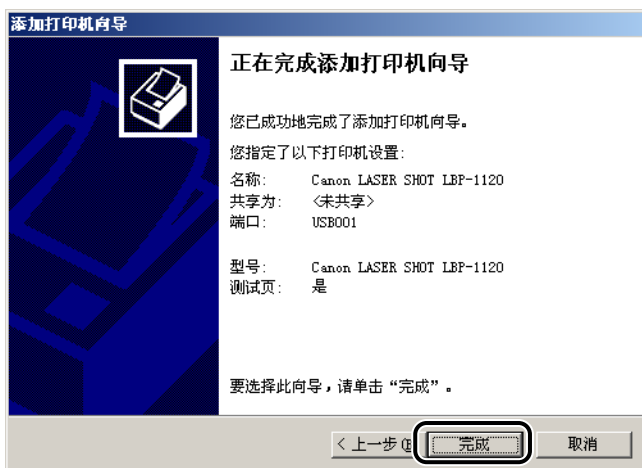 添加打印机向导
正在完成添加打印机向导
您已成功地完成了添加打印机向导。
您指定了以下打印机设置:
名称: Canon LASER SHOT LBP-1120
共享为: <未共享>
端口: USB001
型号: Canon LASER SHOT LBP-1120
测试页: 是
要选择此向导，请单击“完成”。
< 上一步 完成 取消